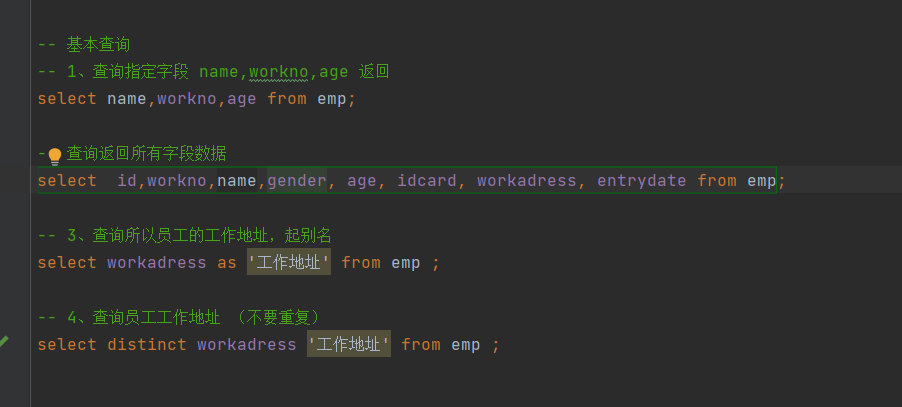 -- 基本查询
-- 1、查询指定字段 name,workno,age 返回
select name,workno,age from emp;
- 查询返回所有字段数据
select  id,workno,name,gender, age, idcard, workadress, entrydate from emp;
-- 3、查询所以员工的工作地址，起别名
select workadress as '工作地址' from emp ;
-- 4、查询员工工作地址 （不要重复）
select distinct workadress '工作地址' from emp ;